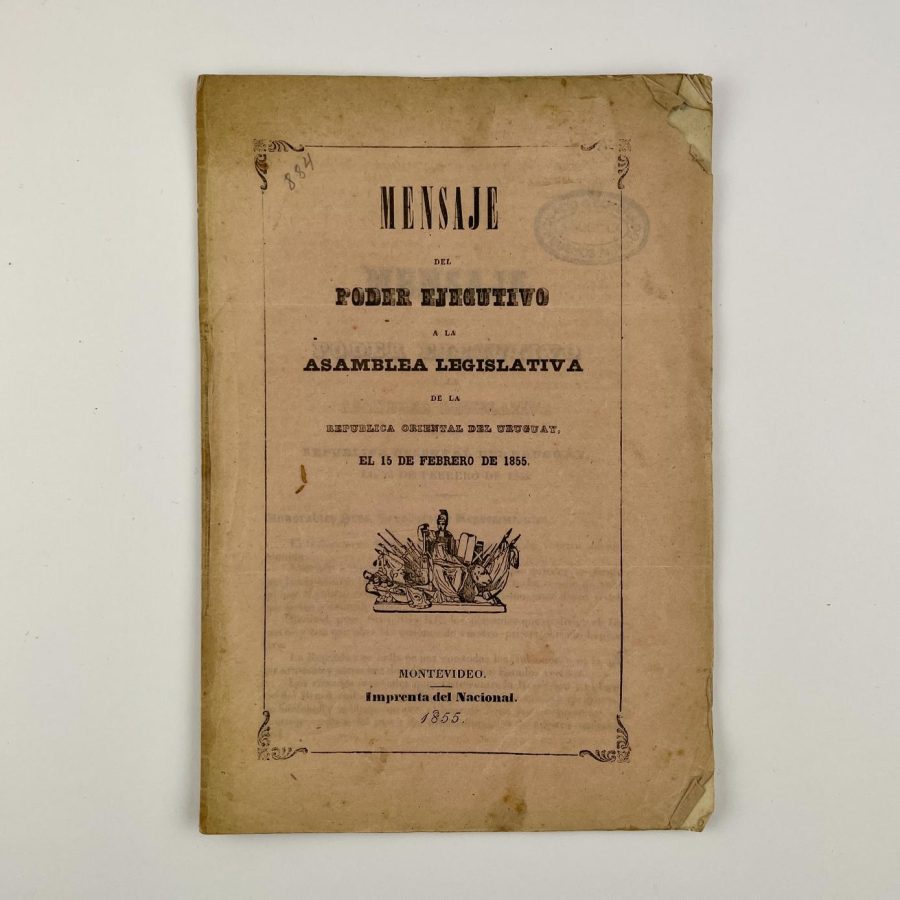 884
MENSAJE
DEL
PODER EJECUTIVO
A LA
ASAMBLEA LEGISLATIVA
DE LA
REPUBLICA ORIENTAL DEL URUGUAY,
EL 15 DE FEBRERO DE 1855.
MONTEVIDEO.
Imprenta del Nacional.
1855.